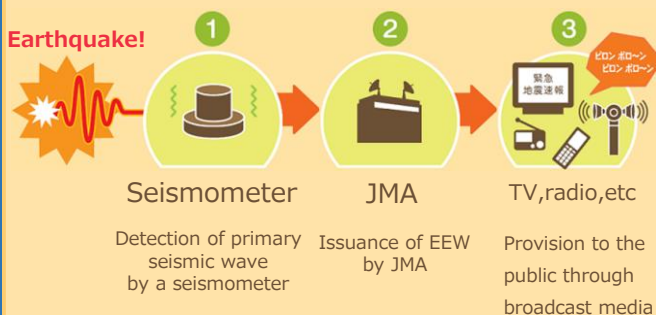 Earthquake!
1
2
3
ピロン ポロ〜ン
ピロン ポロ〜ン
緊急
地震速報
Seismometer
JMA
TV,radio,etc
Detection of primary
seismic wave
by a seismometer
Issuance of EEW
by JMA
Provision to the
public through
broadcast media